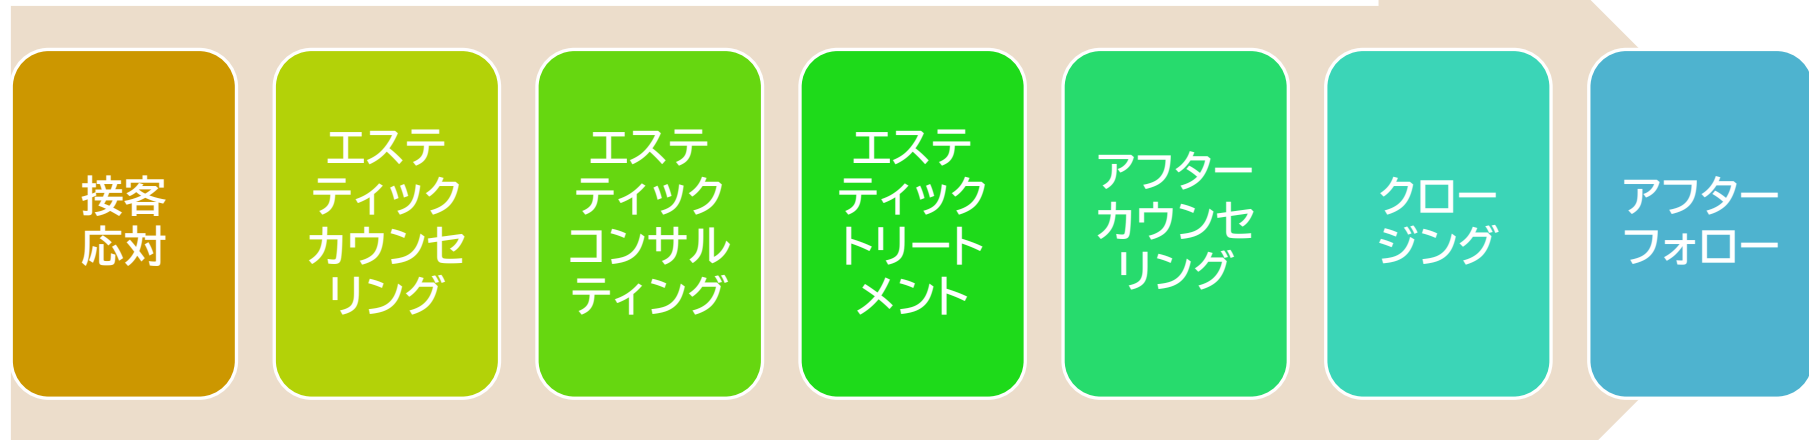 接客
応対
エステ
ティック
カウンセ
リング
エステ
ティック
コンサル
ティング
エステ
ティック
トリート
メント
アフター
カウンセ
リング
クロー
ジング
アフター
フォロー